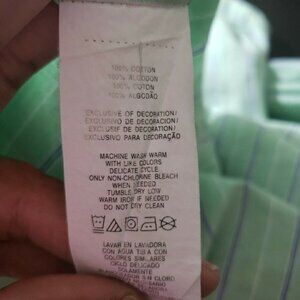 100% COTTON
100% ALGODON
100% COTON
100% ALGODÃO
EXCLUSIVE OF DECORATION/
EXCLUSIVO DE DECORACION/
EXCLUSIF DE DECORATION/
EXCLUSIVO PARA DECORAÇÃO
MACHINE WASH WARM
WITH LIKE COLORS
DELICATE CYCLE
ONLY NON-CHLORINE BLEACH
WHEN NEEDED
TUMBLE DRY LOW
WARM IRON IF NEEDED
DO NOT DRY CLEAN
LAVAR EN LAVADORA
CON AGUA TIBIA CON
COLORES SIMILARES
CICLO DELICADO
SOLAMENTE
SIN CLORO